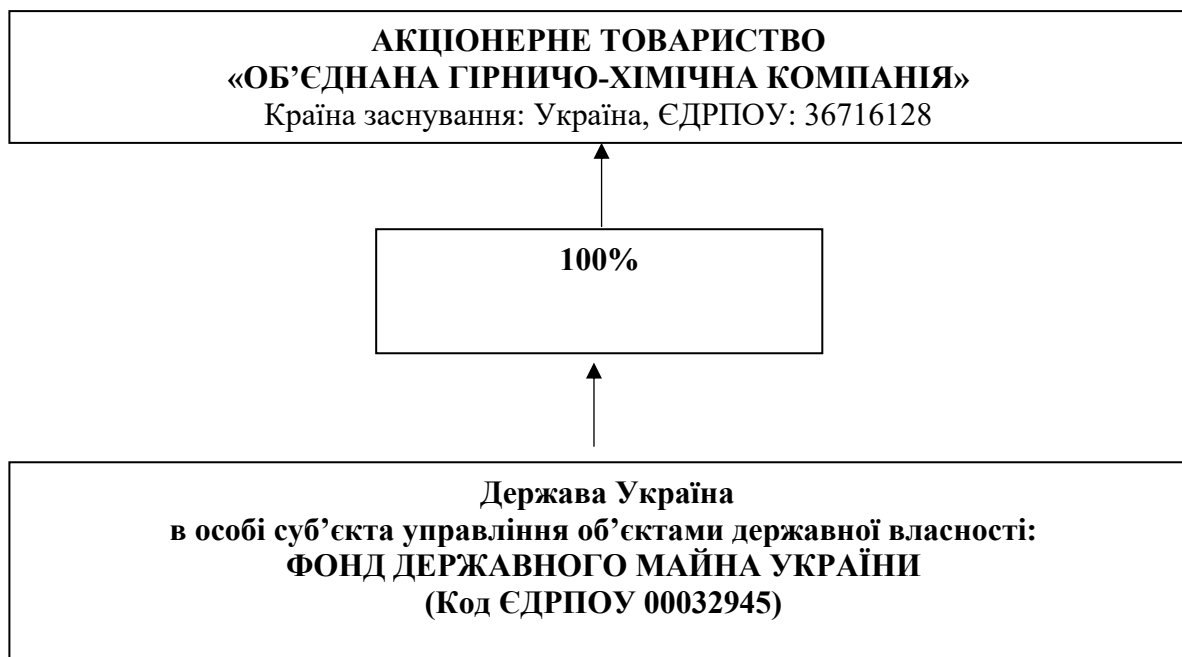 АКЦІОНЕРНЕ ТОВАРИСТВО
«ОБ’ЄДНАНА ГІРНИЧО-ХІМІЧНА КОМПАНІЯ»
Країна заснування: Україна, ЄДРПОУ: 36716128
100%
Держава Україна
в особі суб’єкта управління об’єктами державної власності:
ФОНД ДЕРЖАВНОГО МАЙНА УКРАЇНИ
(Код ЄДРПОУ 00032945)